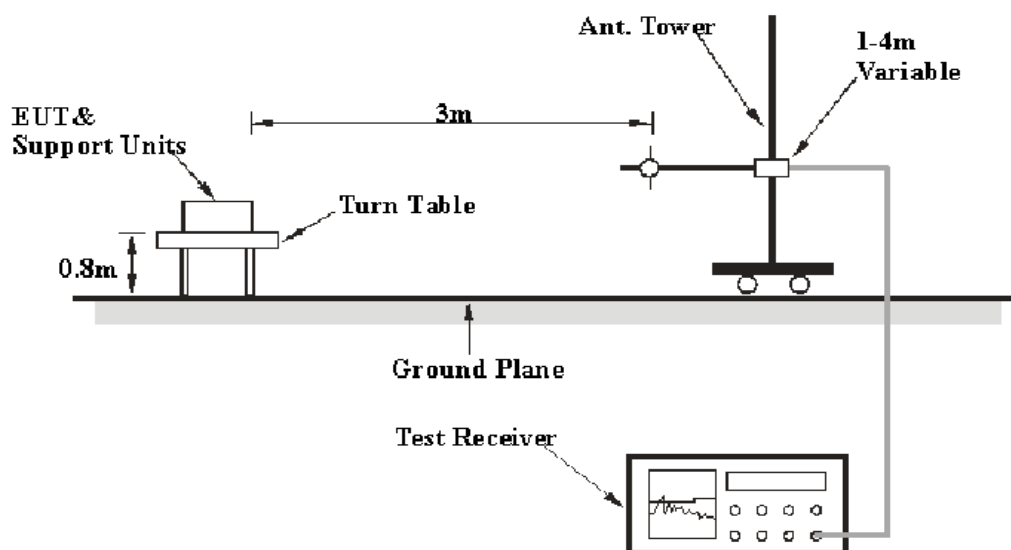 Ant. Tower
1-4m
Variable
EUT&
Support Units
3m
Turn Table
0.8m
Ground Plane
Test Receiver